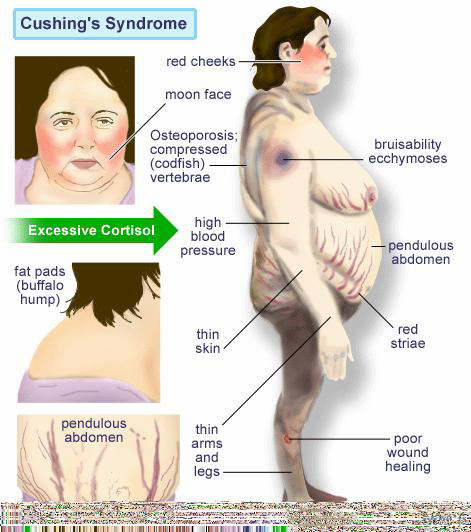 Cushing's Syndrome
red cheeks
moon face
Osteoporosis;
compressed
(codfish)
vertebrae
bruisability
ecchymoses
Excessive Cortisol
high
blood
pressure
pendulous
abdomen
fat pads
(buffalo
hump)
thin
skin
red
striae
pendulous
abdomen
thin
arms
and
legs
poor
wound
healing